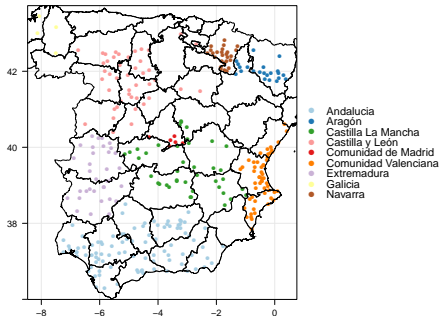 42
40
38
−8
−6
−4
−2
0
Andalucia
Aragón
Castilla La Mancha
Castilla y León
Comunidad de Madrid
Comunidad Valenciana
Extremadura
Galicia
Navarra